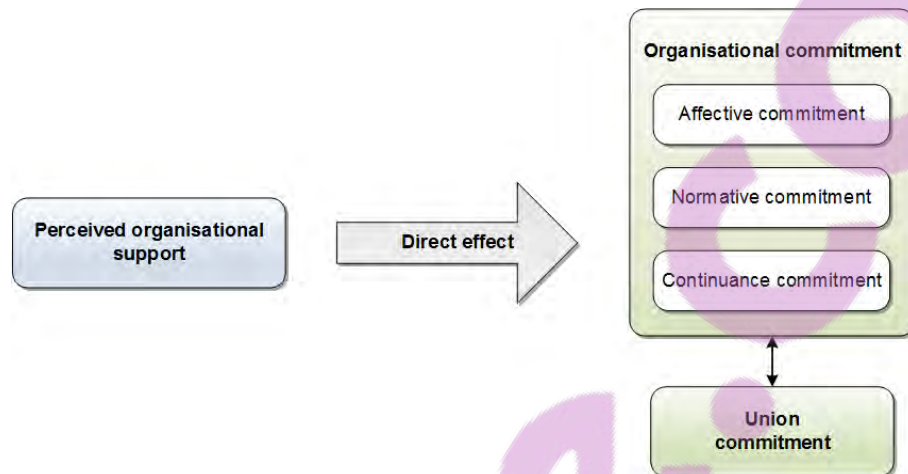 Organisational commitment
Affective commitment
Normative commitment
Perceived organisational
support
Direct effect
Continuance commitment
Union
commitment